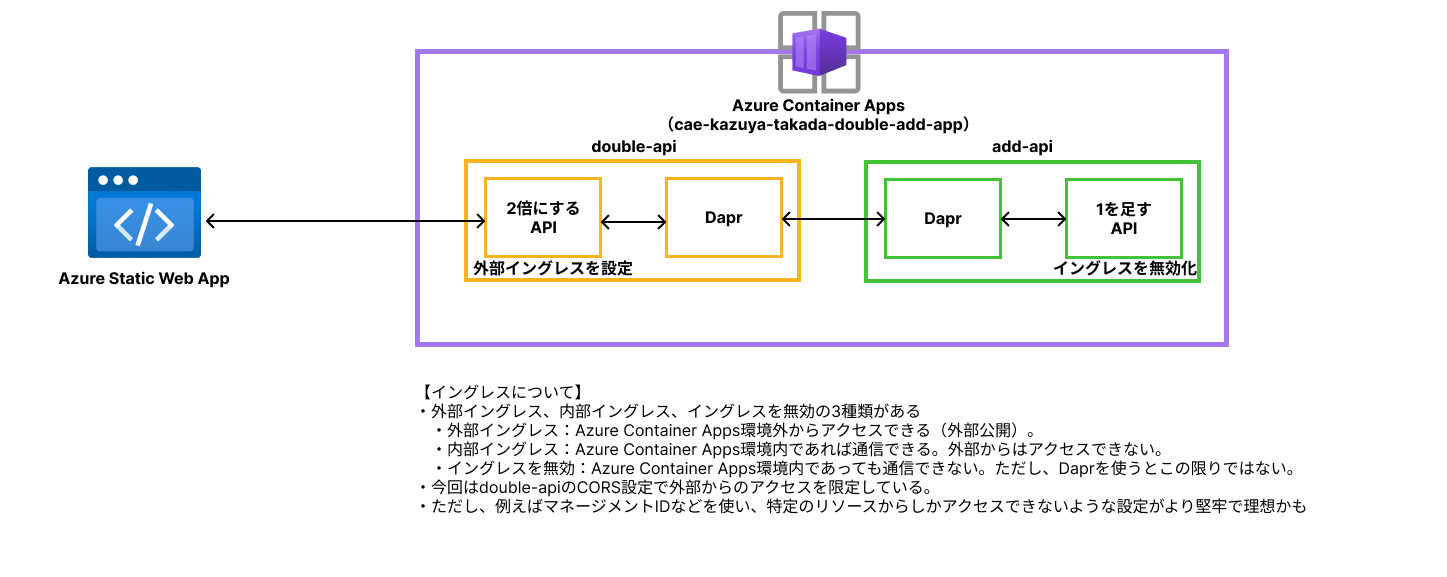 Azure Container Apps
（cae-kazuya-takada-double-add-app）
double-api
add-api
2倍にする
API
Dapr
Dapr
1を足す
API
外部イングレスを設定
イングレスを無効化
Azure Static Web App
【イングレスについて】
・外部イングレス、内部イングレス、イングレスを無効の3種類がある
・外部イングレス：Azure Container Apps環境外からアクセスできる（外部公開）。
・内部イングレス：Azure Container Apps環境内であれば通信できる。外部からはアクセスできない。
・イングレスを無効：Azure Container Apps環境内であっても通信できない。ただし、Daprを使うとこの限りではない。
・今回はdouble-apiのCORS設定で外部からのアクセスを限定している。
・ただし、例えばマネージメントIDなどを使い、特定のリソースからしかアクセスできないような設定がより堅牢で理想かも